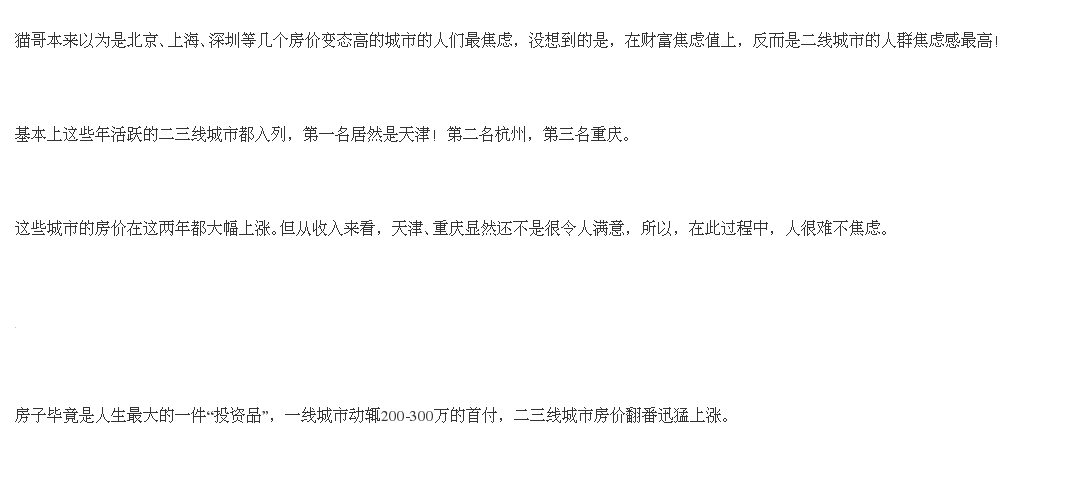 猫哥本来以为是北京、上海、深圳等几个房价变态高的城市的人们最焦虑，没想到的是，在财富焦虑值上，反而是二线城市的人群焦虑感最高！
基本上这些年活跃的二三线城市都入列，第一名居然是天津！第二名杭州，第三名重庆。
这些城市的房价在这两年都大幅上涨。但从收入来看，天津、重庆显然还不是很令人满意，所以，在此过程中，人很难不焦虑。
房子毕竟是人生最大的一件“投资品”，一线城市动辄200-300万的首付，二三线城市房价翻番迅猛上涨。